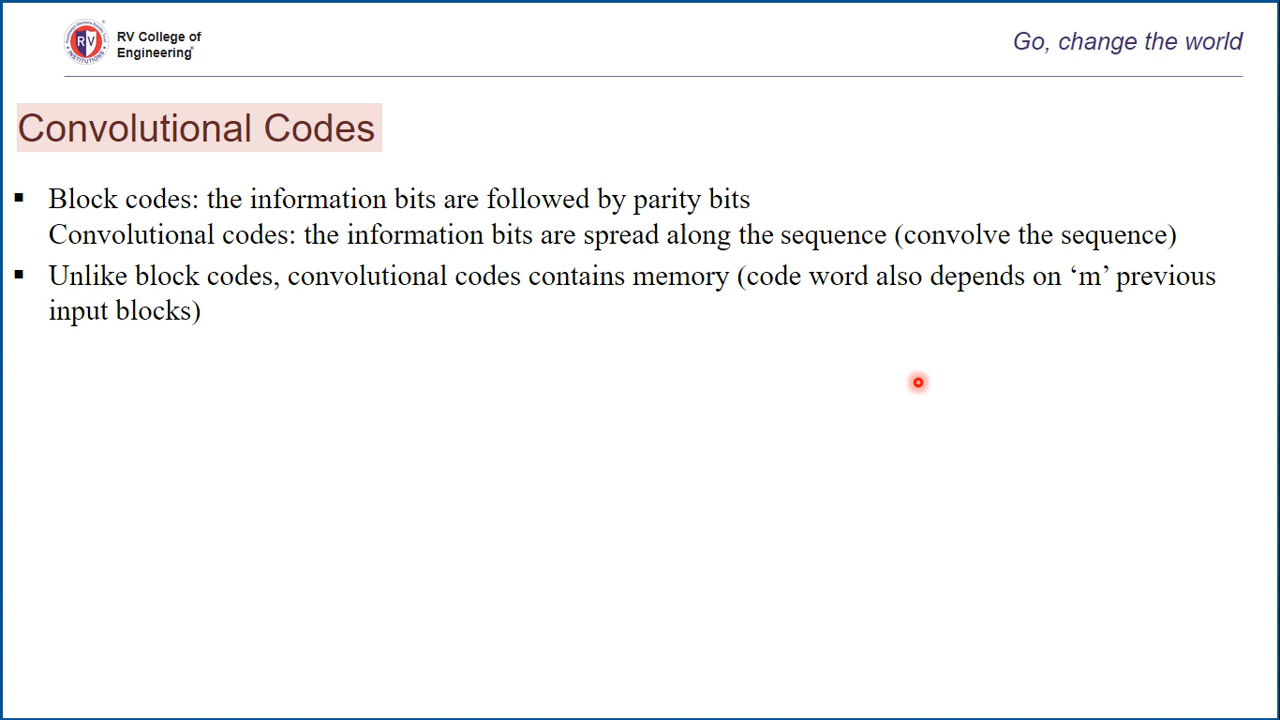 RV College of
Engineering
Go, change the world
Convolutional Codes
▪ Block codes: the information bits are followed by parity bits
Convolutional codes: the information bits are spread along the sequence (convolve the sequence)
▪ Unlike block codes, convolutional codes contains memory (code word also depends on ‘m’ previous
input blocks)